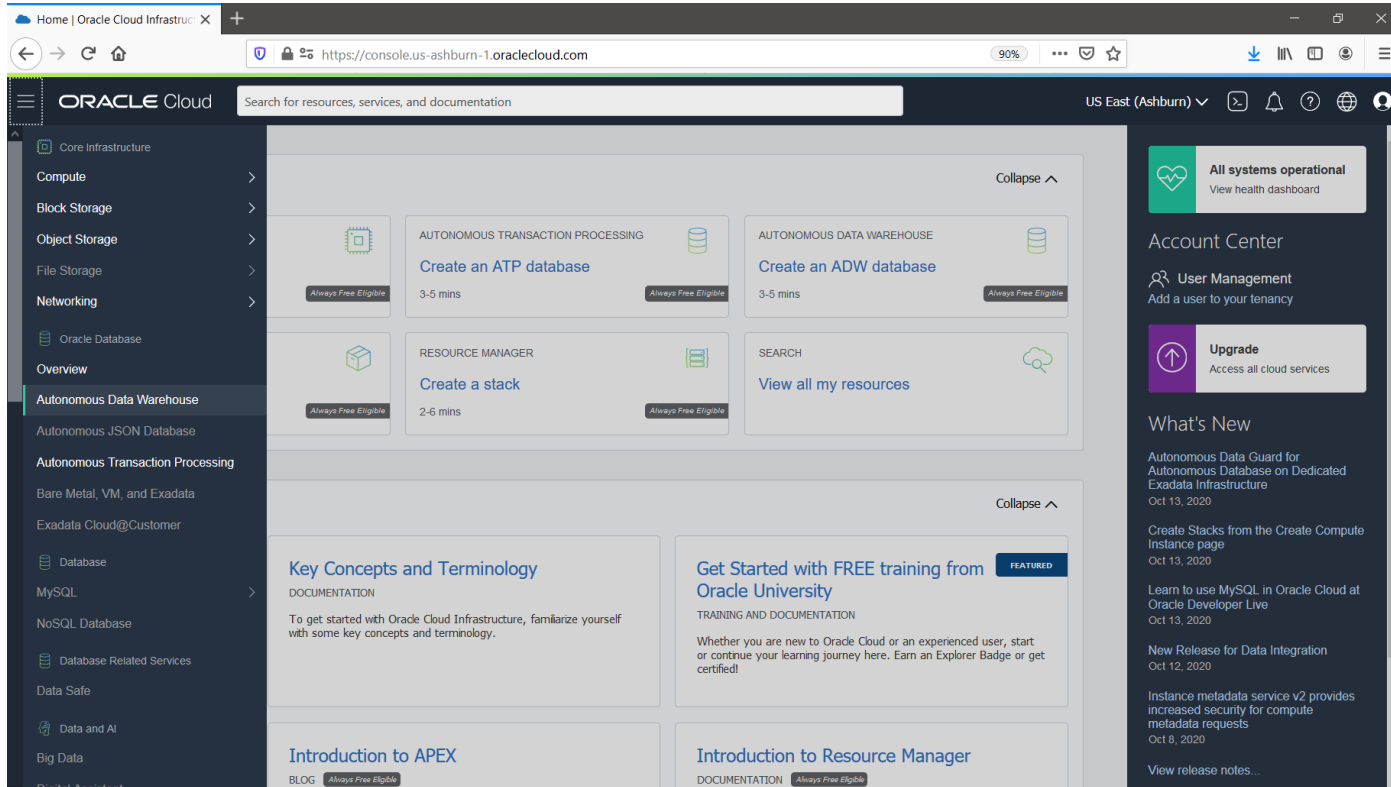 Home | Oracle Cloud Infrastruc
https://console.us-ashburn-1.oraclecloud.com
90%
ORACLE Cloud
Search for resources, services, and documentation
US East (Ashburn)
Core Infrastructure
Compute
Block Storage
Object Storage
File Storage
Networking
Oracle Database
Overview
Autonomous Data Warehouse
Autonomous JSON Database
Autonomous Transaction Processing
Bare Metal, VM, and Exadata
Exadata Cloud@Customer
Database
MySQL
NoSQL Database
Database Related Services
Data Safe
Data and AI
Big Data
Digital Assistant
Collapse
Always Free Eligible
AUTONOMOUS TRANSACTION PROCESSING
Create an ATP database
3-5 mins
Always Free Eligible
AUTONOMOUS DATA WAREHOUSE
Create an ADW database
3-5 mins
Always Free Eligible
Always Free Eligible
RESOURCE MANAGER
Create a stack
2-6 mins
Always Free Eligible
SEARCH
View all my resources
Collapse
Key Concepts and Terminology
DOCUMENTATION
To get started with Oracle Cloud Infrastructure, familiarize yourself
with some key concepts and terminology.
Get Started with FREE training from
Oracle University
FEATURED
TRAINING AND DOCUMENTATION
Whether you are new to Oracle Cloud or an experienced user, start
or continue your learning journey here. Earn an Explorer Badge or get
certified!
Introduction to APEX
BLOG Always Free Eligible
Introduction to Resource Manager
DOCUMENTATION Always Free Eligible
All systems operational
View health dashboard
Account Center
User Management
Add a user to your tenancy
Upgrade
Access all cloud services
What's New
Autonomous Data Guard for
Autonomous Database on Dedicated
Exadata Infrastructure
Oct 13, 2020
Create Stacks from the Create Compute
Instance page
Oct 13, 2020
Learn to use MySQL in Oracle Cloud at
Oracle Developer Live
Oct 13, 2020
New Release for Data Integration
Oct 12, 2020
Instance metadata service v2 provides
increased security for compute
metadata requests
Oct 8, 2020
View release notes...